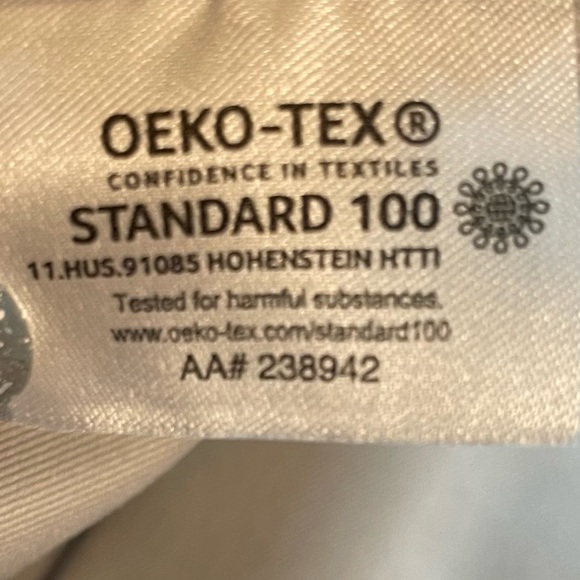 OEKO-TEX®
CONFIDENCE IN TEXTILES
STANDARD 100
11.HUS.91085 HOHENSTEIN HTTI
Tested for harmful substances.
www.oeko-tex.com/standard100
AA# 238942